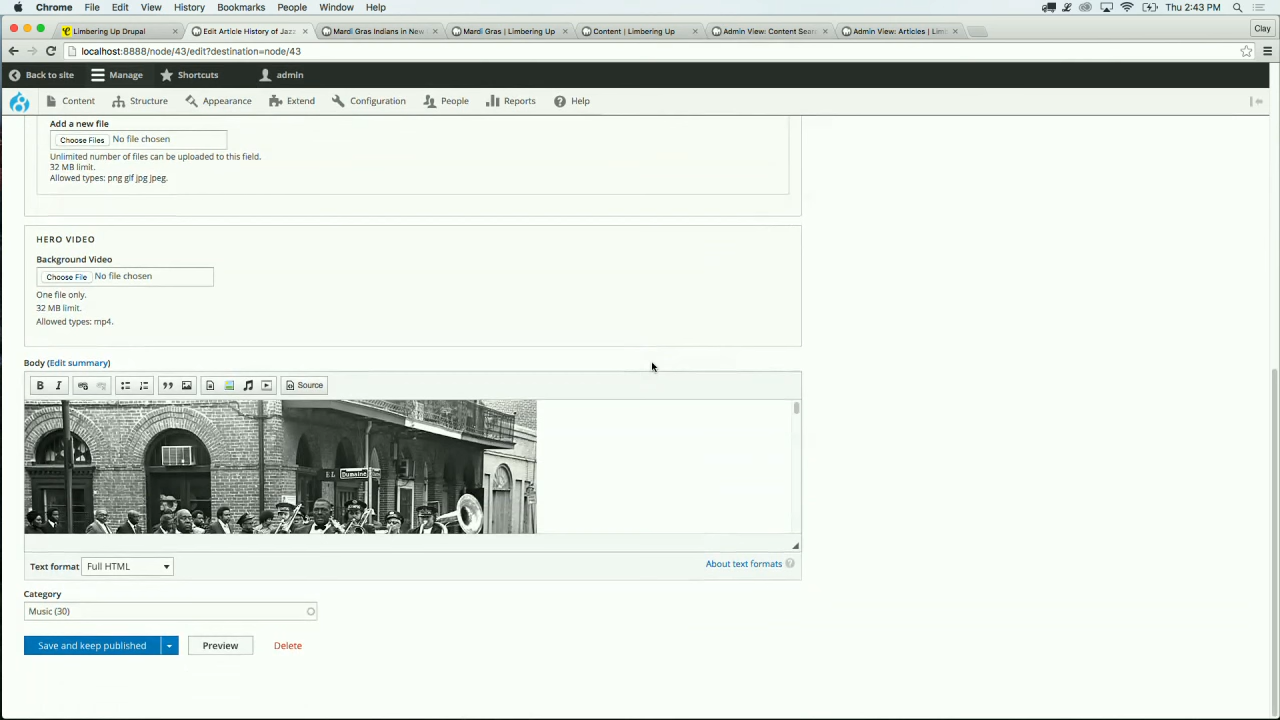 Chrome File Edit View History Bookmarks People Window Help Thu 2:43 PM
Limbering Up Drupal Edit Article History of Jazz Mardi Gras Indians in New Mardi Gras | Limbering Up Content | Limbering Up Admin View: Content Sear Admin View: Articles | Lim Clay
localhost:8888/node/43/edit?destination=node/43
Back to site Manage Shortcuts admin
Content Structure Appearance Extend Configuration People Reports Help
Add a new file
Choose Files No file chosen
Unlimited number of files can be uploaded to this field.
32 MB limit.
Allowed types: png gif jpg jpeg.
HERO VIDEO
Background Video
Choose File No file chosen
One file only.
32 MB limit.
Allowed types: mp4.
Body (Edit summary)
B I Source
EL Dumaine
Text format Full HTML About text formats ?
Category
Music (30)
Save and keep published Preview Delete